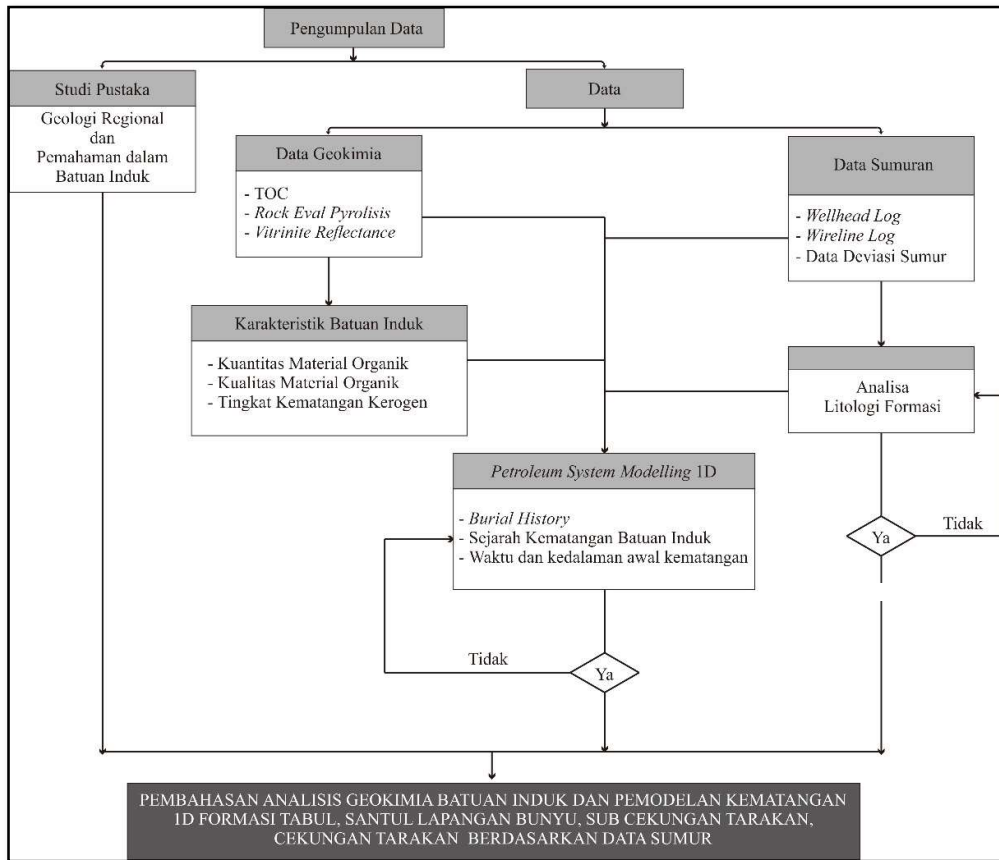 Pengumpulan Data
Studi Pustaka
Geologi Regional
dan
Pemahaman dalam
Batuan Induk
Data
Data Geokimia
- TOC
- Rock Eval Pyrolisis
- Vitrinite Reflectance
Data Sumuran
- Wellhead Log
- Wireline Log
- Data Deviasi Sumur
Karakteristik Batuan Induk
- Kuantitas Material Organik
- Kualitas Material Organik
- Tingkat Kematangan Kerogen
Analisa
Litologi Formasi
Petroleum System Modelling 1D
- Burial History
- Sejarah Kematangan Batuan Induk
- Waktu dan kedalaman awal kematangan
Ya
Tidak
Tidak
Ya
PEMBAHASAN ANALISIS GEOKIMIA BATUAN INDUK DAN PEMODELAN KEMATANGAN
1D FORMASI TABUL, SANTUL LAPANGAN BUNYU, SUB CEKUNGAN TARAKAN,
CEKUNGAN TARAKAN BERDASARKAN DATA SUMUR